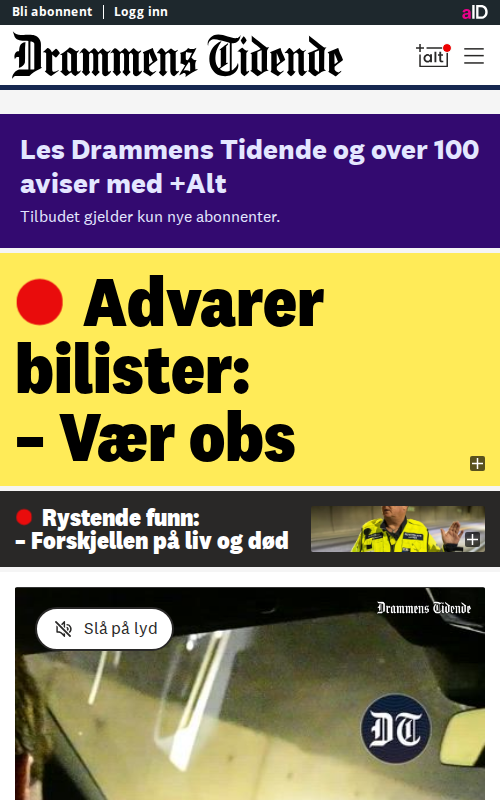 Bli abonnent | Logg inn
aID
Drammens Tidende
+alt
Les Drammens Tidende og over 100
aviser med +Alt
Tilbudet gjelder kun nye abonnenter.
Advarer
bilister:
– Vær obs
Rystende funn:
– Forskjellen på liv og død
Drammens Tidende
Slå på lyd
DT